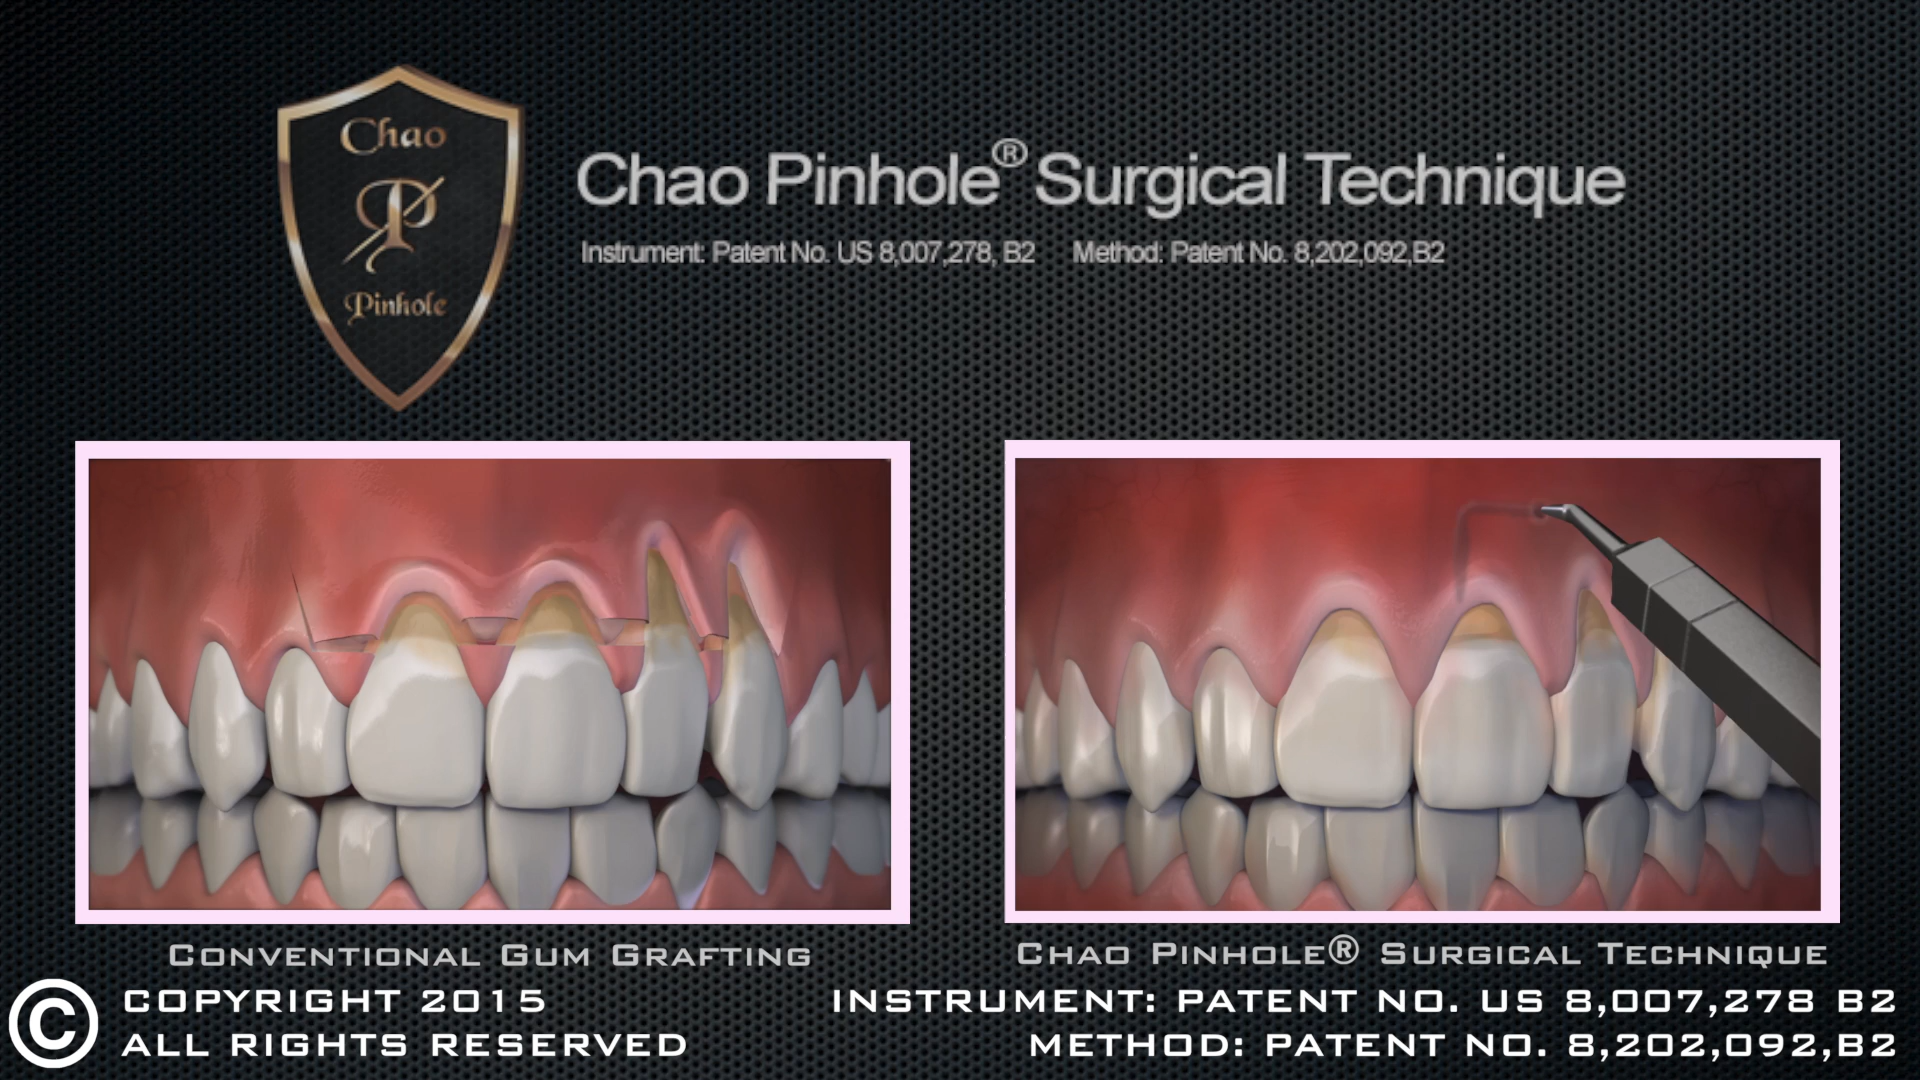 Chao
P
Pinhole
Chao Pinhole® Surgical Technique
Instrument: Patent No. US 8,007,278, B2 Method: Patent No. 8,202,092,B2
Conventional Gum Grafting
Chao Pinhole® Surgical Technique
© COPYRIGHT 2015
ALL RIGHTS RESERVED
INSTRUMENT: PATENT NO. US 8,007,278 B2
METHOD: PATENT NO. 8,202,092,B2